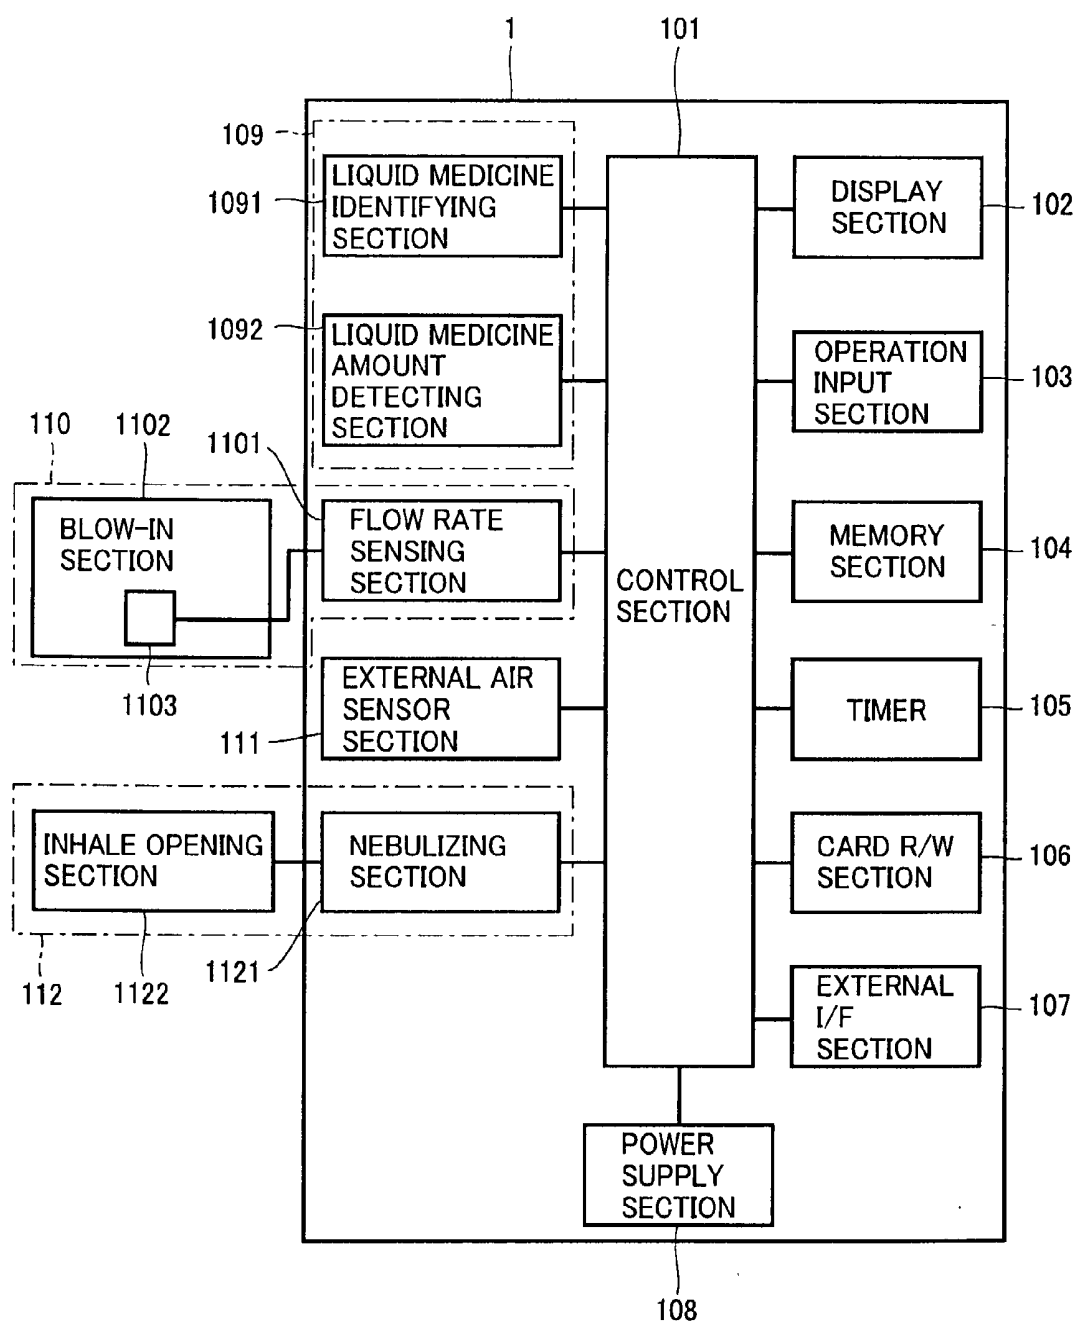 1
101
109
LIQUID MEDICINE
IDENTIFYING
SECTION
1091
DISPLAY
SECTION
102
1092
LIQUID MEDICINE
AMOUNT
DETECTING
SECTION
OPERATION
INPUT
SECTION
103
110
1102
1101
BLOW-IN
SECTION
1103
FLOW RATE
SENSING
SECTION
CONTROL
SECTION
MEMORY
SECTION
104
EXTERNAL AIR
SENSOR
SECTION
111
TIMER
105
INHALE OPENING
SECTION
NEBULIZING
SECTION
CARD R/W
SECTION
106
112
1122
1121
EXTERNAL
I/F
SECTION
107
POWER
SUPPLY
SECTION
108